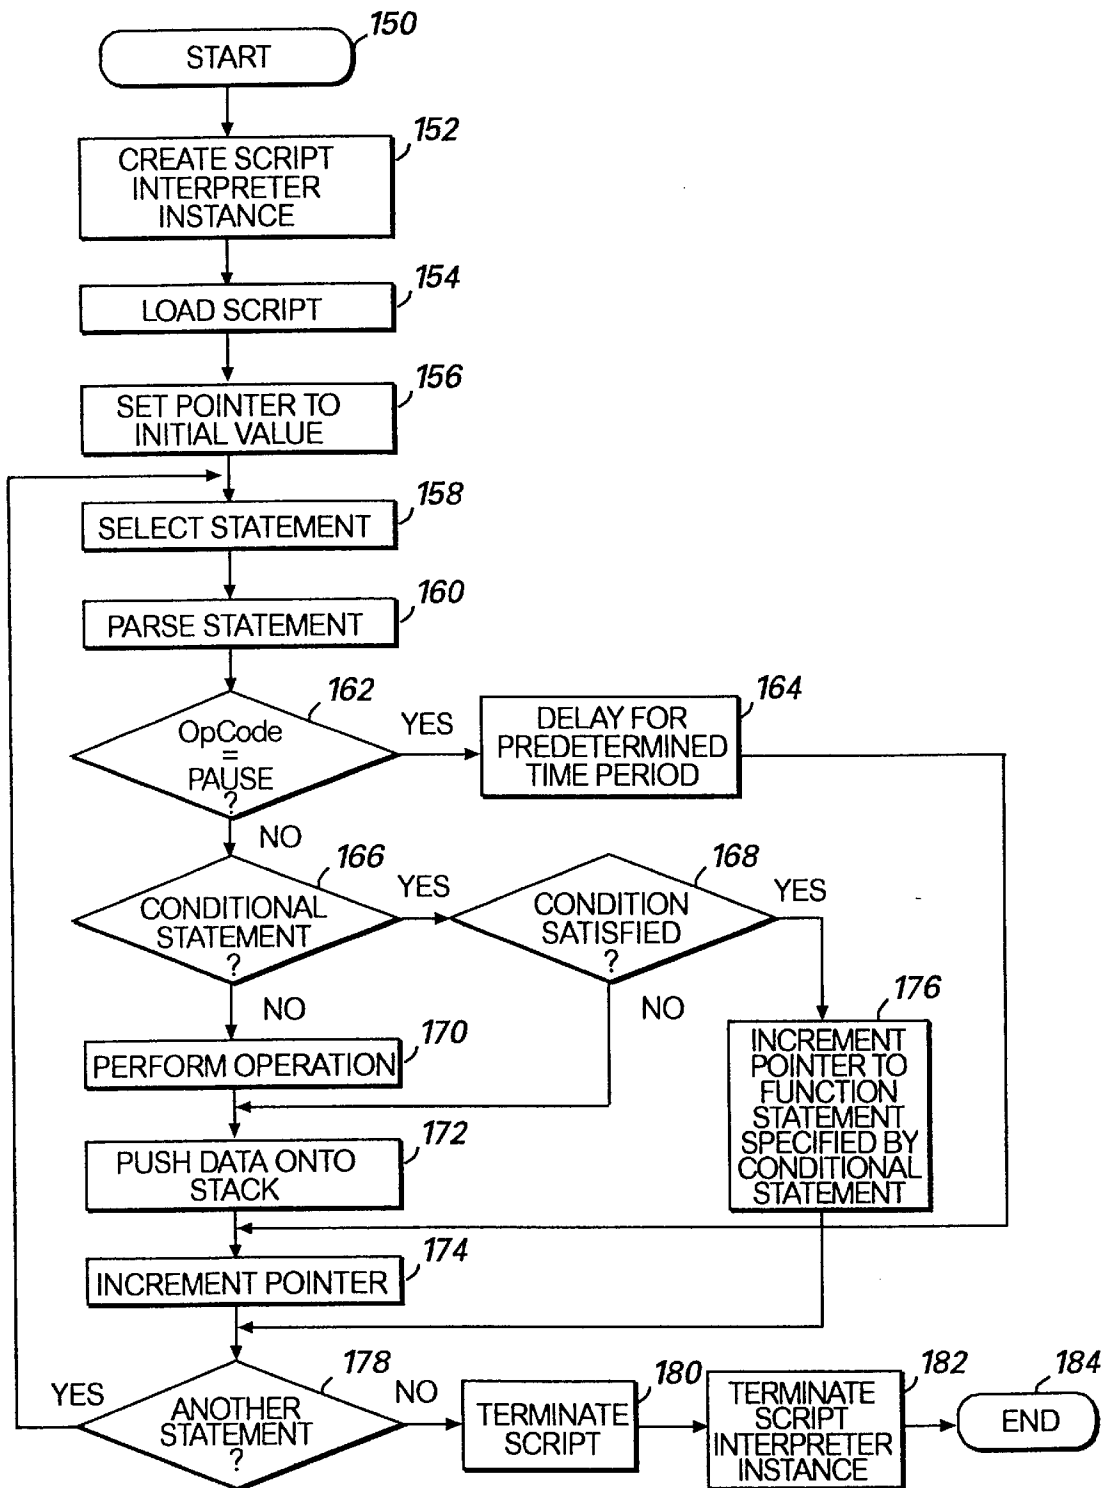 150
START
152
CREATE SCRIPT
INTERPRETER
INSTANCE
154
LOAD SCRIPT
156
SET POINTER TO
INITIAL VALUE
158
SELECT STATEMENT
160
PARSE STATEMENT
162
OpCode
=
PAUSE
?
YES
164
DELAY FOR
PREDETERMINED
TIME PERIOD
NO
166
CONDITIONAL
STATEMENT
?
YES
168
CONDITION
SATISFIED
?
YES
NO
NO
176
INCREMENT
POINTER TO
FUNCTION
STATEMENT
SPECIFIED BY
CONDITIONAL
STATEMENT
170
PERFORM OPERATION
172
PUSH DATA ONTO
STACK
174
INCREMENT POINTER
178
YES
ANOTHER
STATEMENT
?
NO
180
TERMINATE
SCRIPT
182
TERMINATE
SCRIPT
INTERPRETER
INSTANCE
184
END